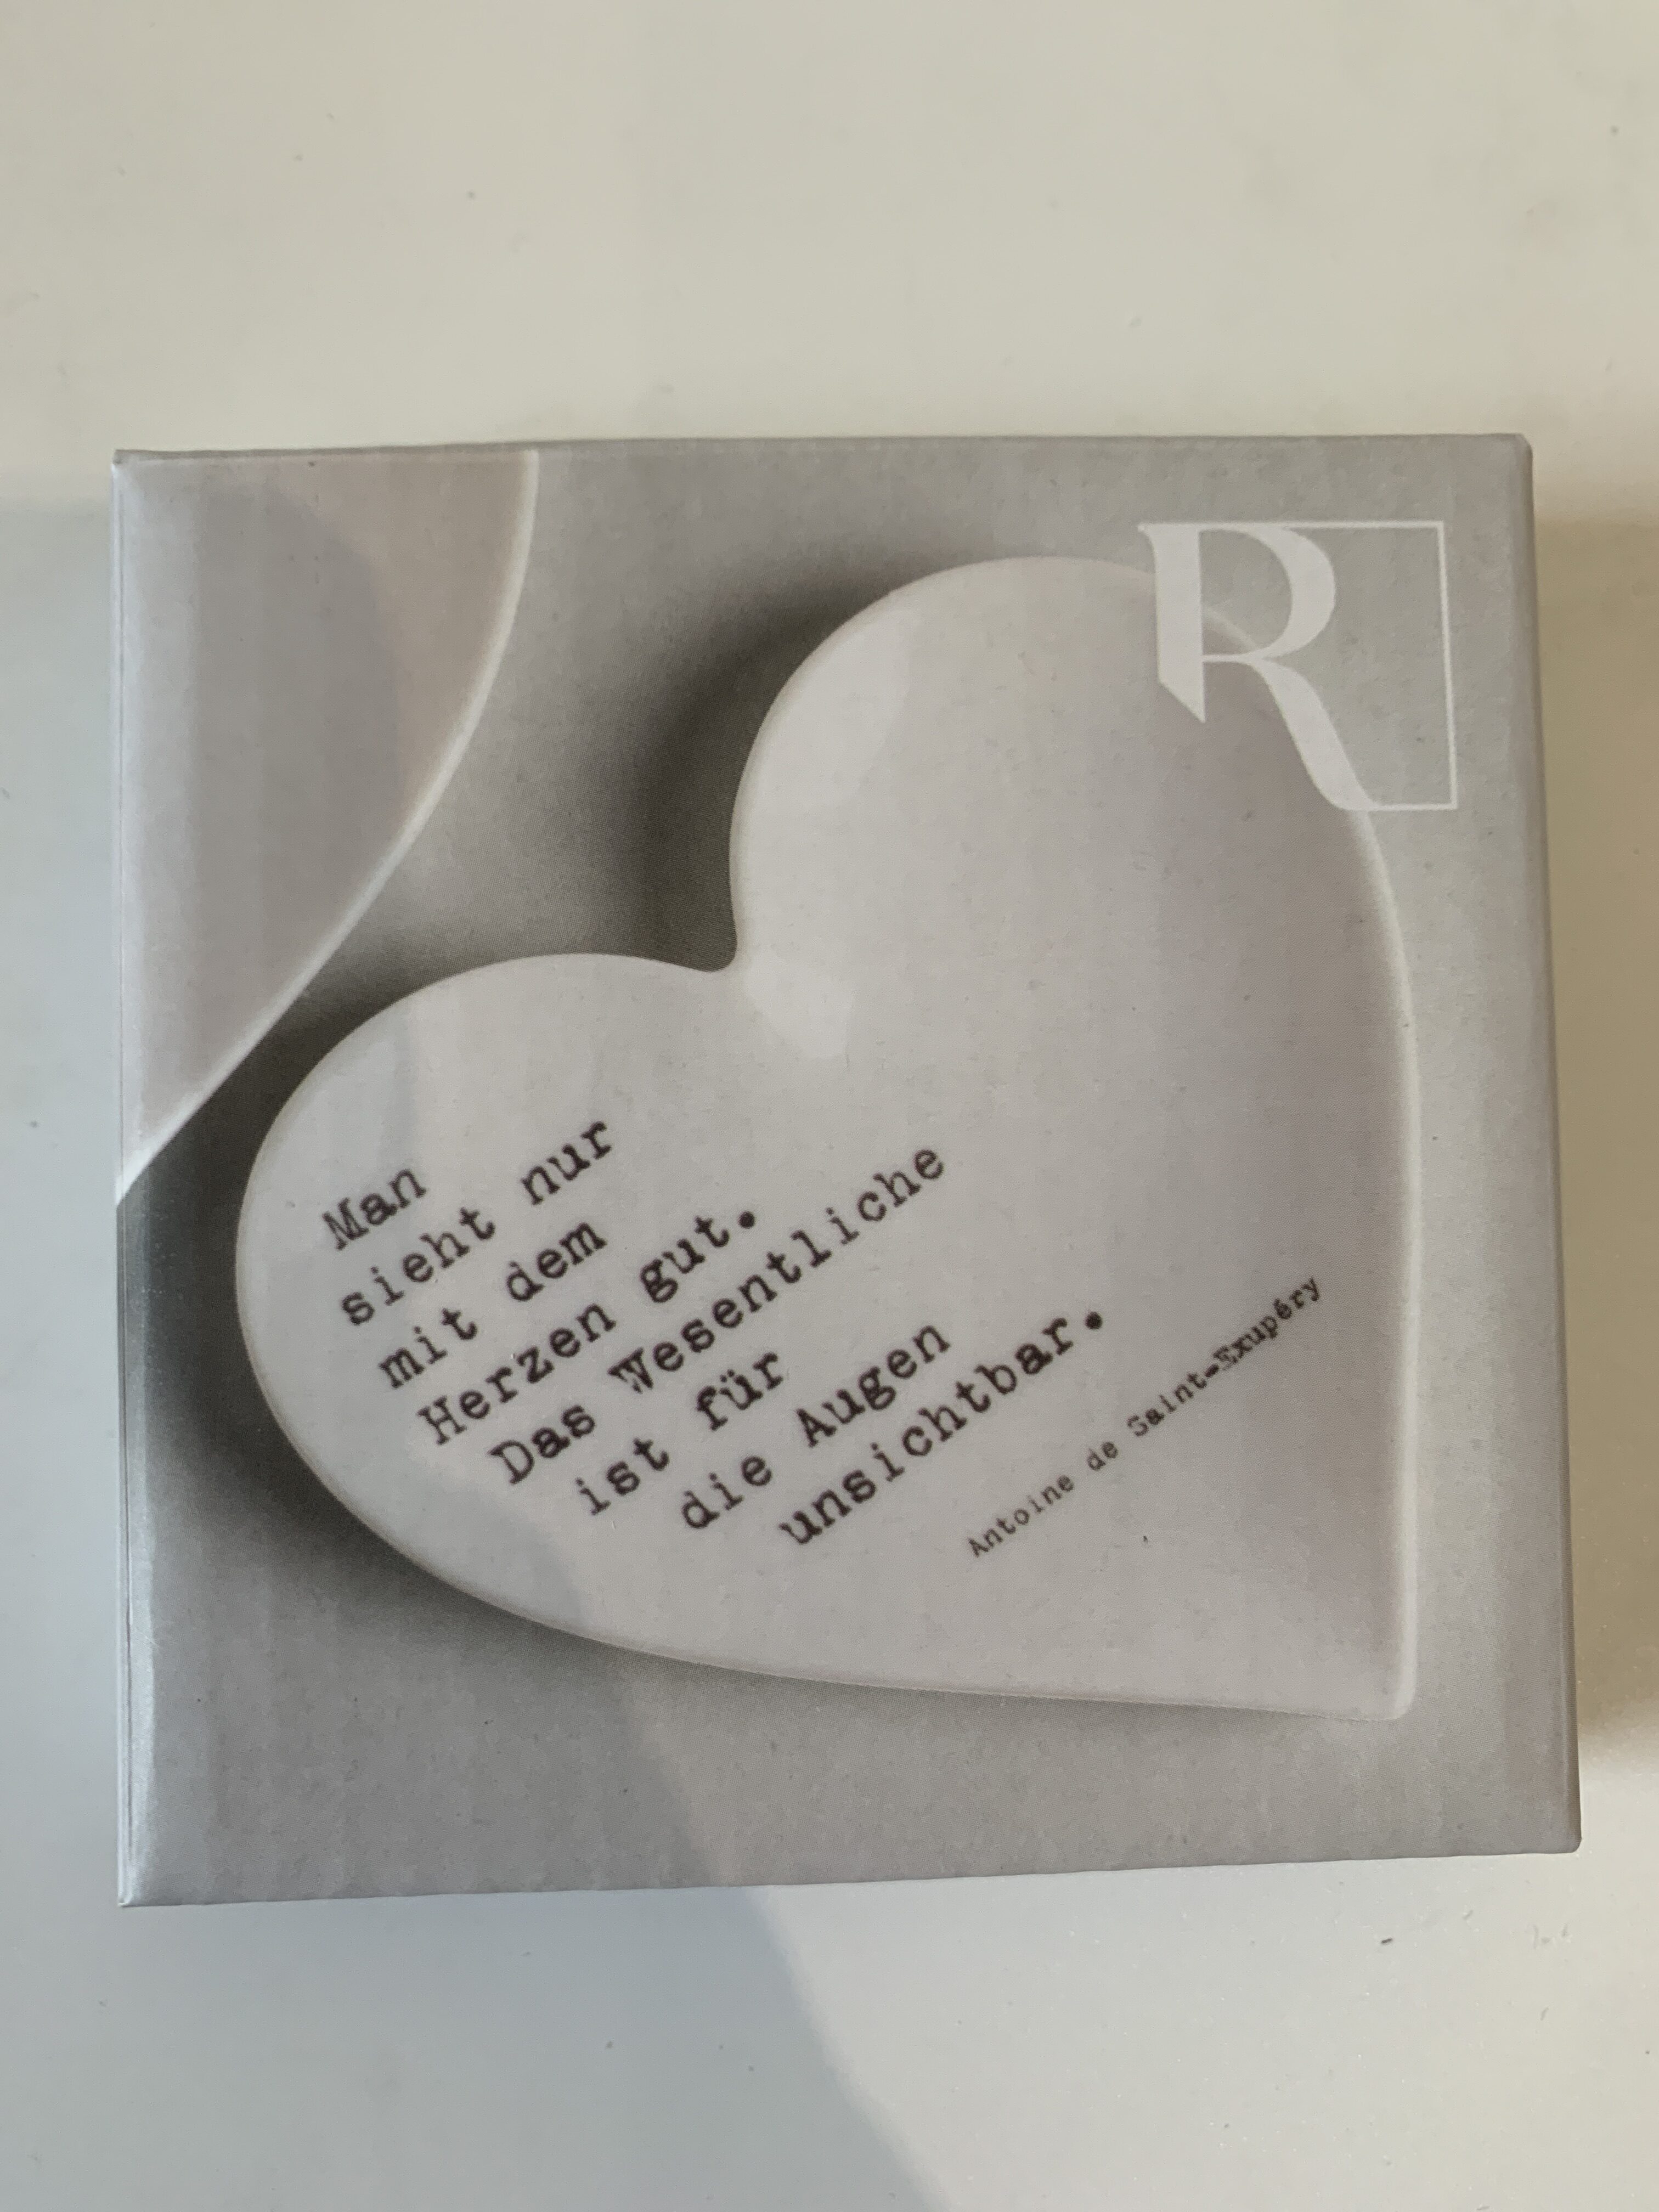 R
Man
sieht nur
mit dem
Herzen gut.
Das Wesentliche
ist für
die Augen
unsichtbar.
Antoine de Saint-Exupéry